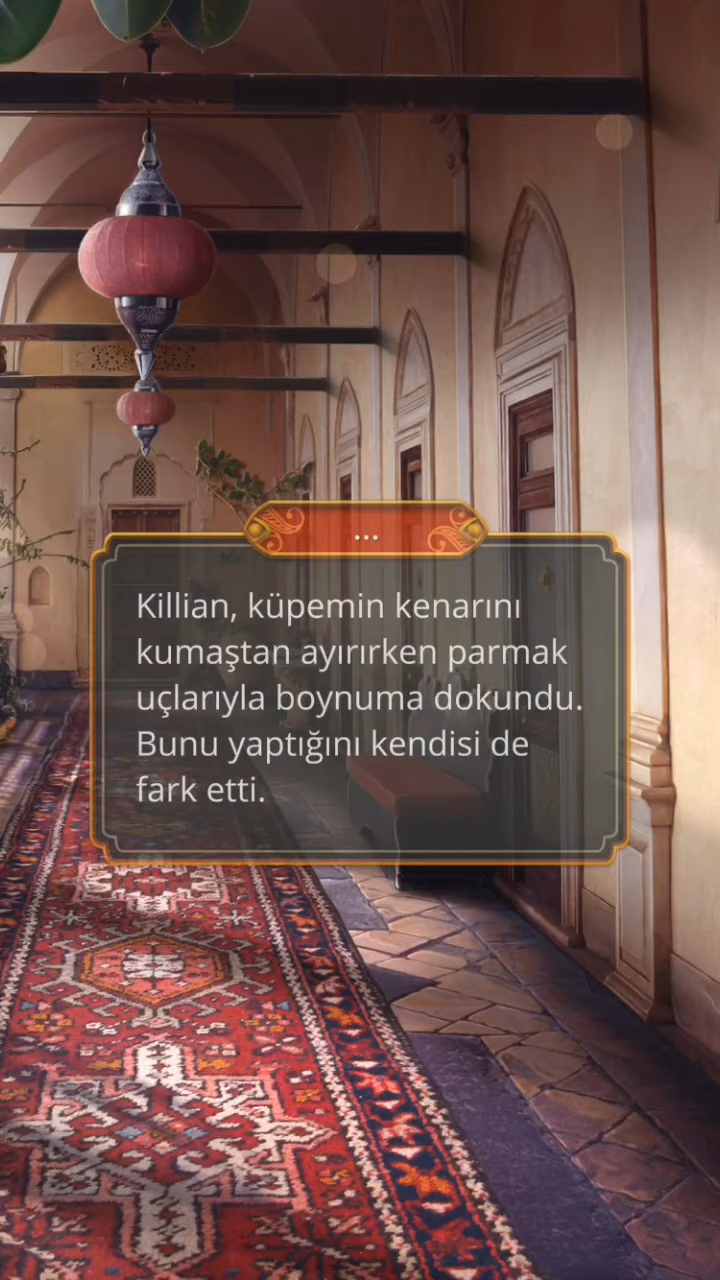 ...
Killian, küpemin kenarını
kumaştan ayırırken parmak
uçlarıyla boynuma dokundu.
Bunu yaptığını kendisi de
fark etti.